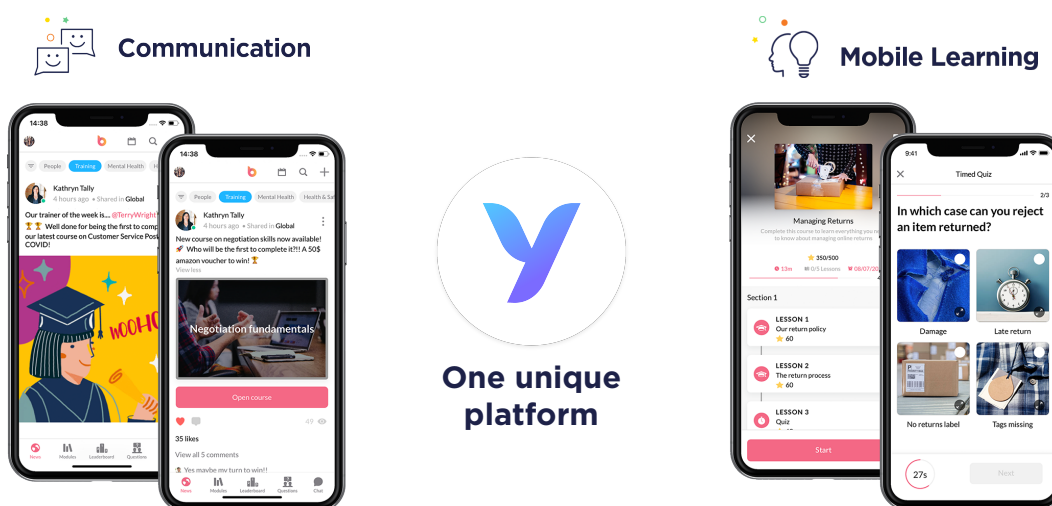 Communication
14:38
People
Training
Mental Health
H
Kathryn Tally
4 hours ago • Shared in Global
Our trainer of the week is.... @TerryWright
🏆 🏆 Well done for being the first to com
our latest course on Customer Service Post
COVID!
WOOHO
News
Modules
Leaderboard
Questions
14:38
People
Training
Mental Health
Health & Saf
Kathryn Tally
4 hours ago • Shared in Global
New course on negotiation skills now available!
🚀 Who will be the first to complete it?!! A 50$
amazon voucher to win! 🏆
View less
Negotiation fundamentals
Open course
49
35 likes
View all 5 comments
Yes maybe my turn to win!!
News
Modules
Leaderboard
Questions
Chat
One unique
platform
Mobile Learning
Managing Returns
Complete this course to learn everything you ne
to know about managing online returns.
350/500
13m
0/5 Lessons
08/07/20
Section 1
LESSON 1
Our return policy
60
LESSON 2
The return process
60
LESSON 3
Quiz
Start
9:41
Timed Quiz
2/3
In which case can you reject
an item returned?
Damage
Late return
No returns label
Tags missing
27s
Next